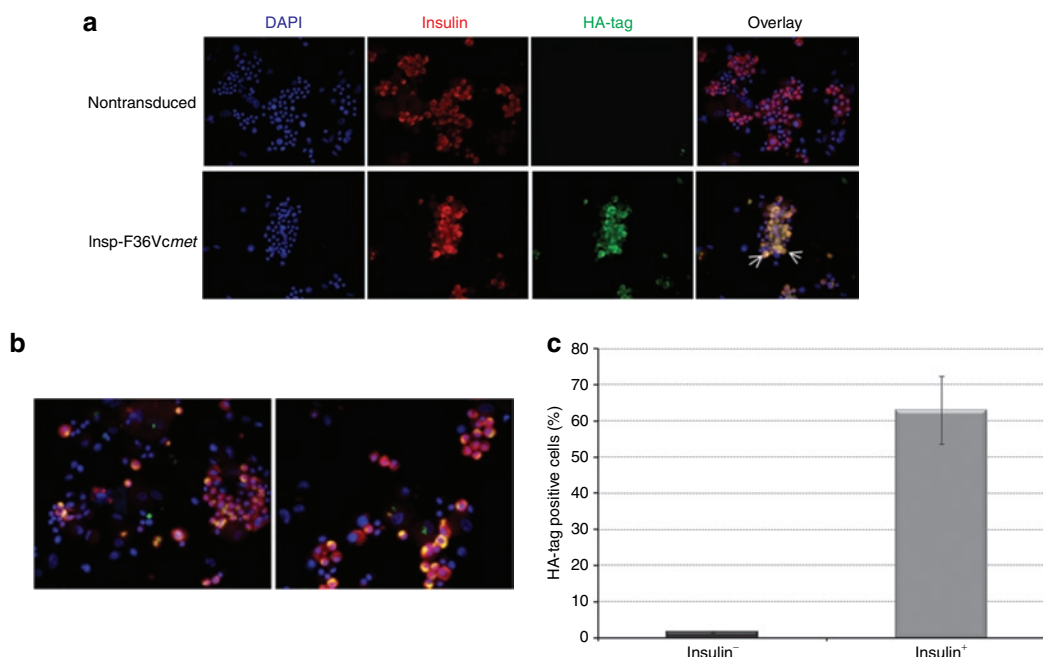 a
DAPI Insulin HA-tag Overlay
Nontransduced
Insp-F36Vcmet
b
c
HA-tag positive cells (%)
80
70
60
50
40
30
20
10
0
Insulin⁻ Insulin⁺